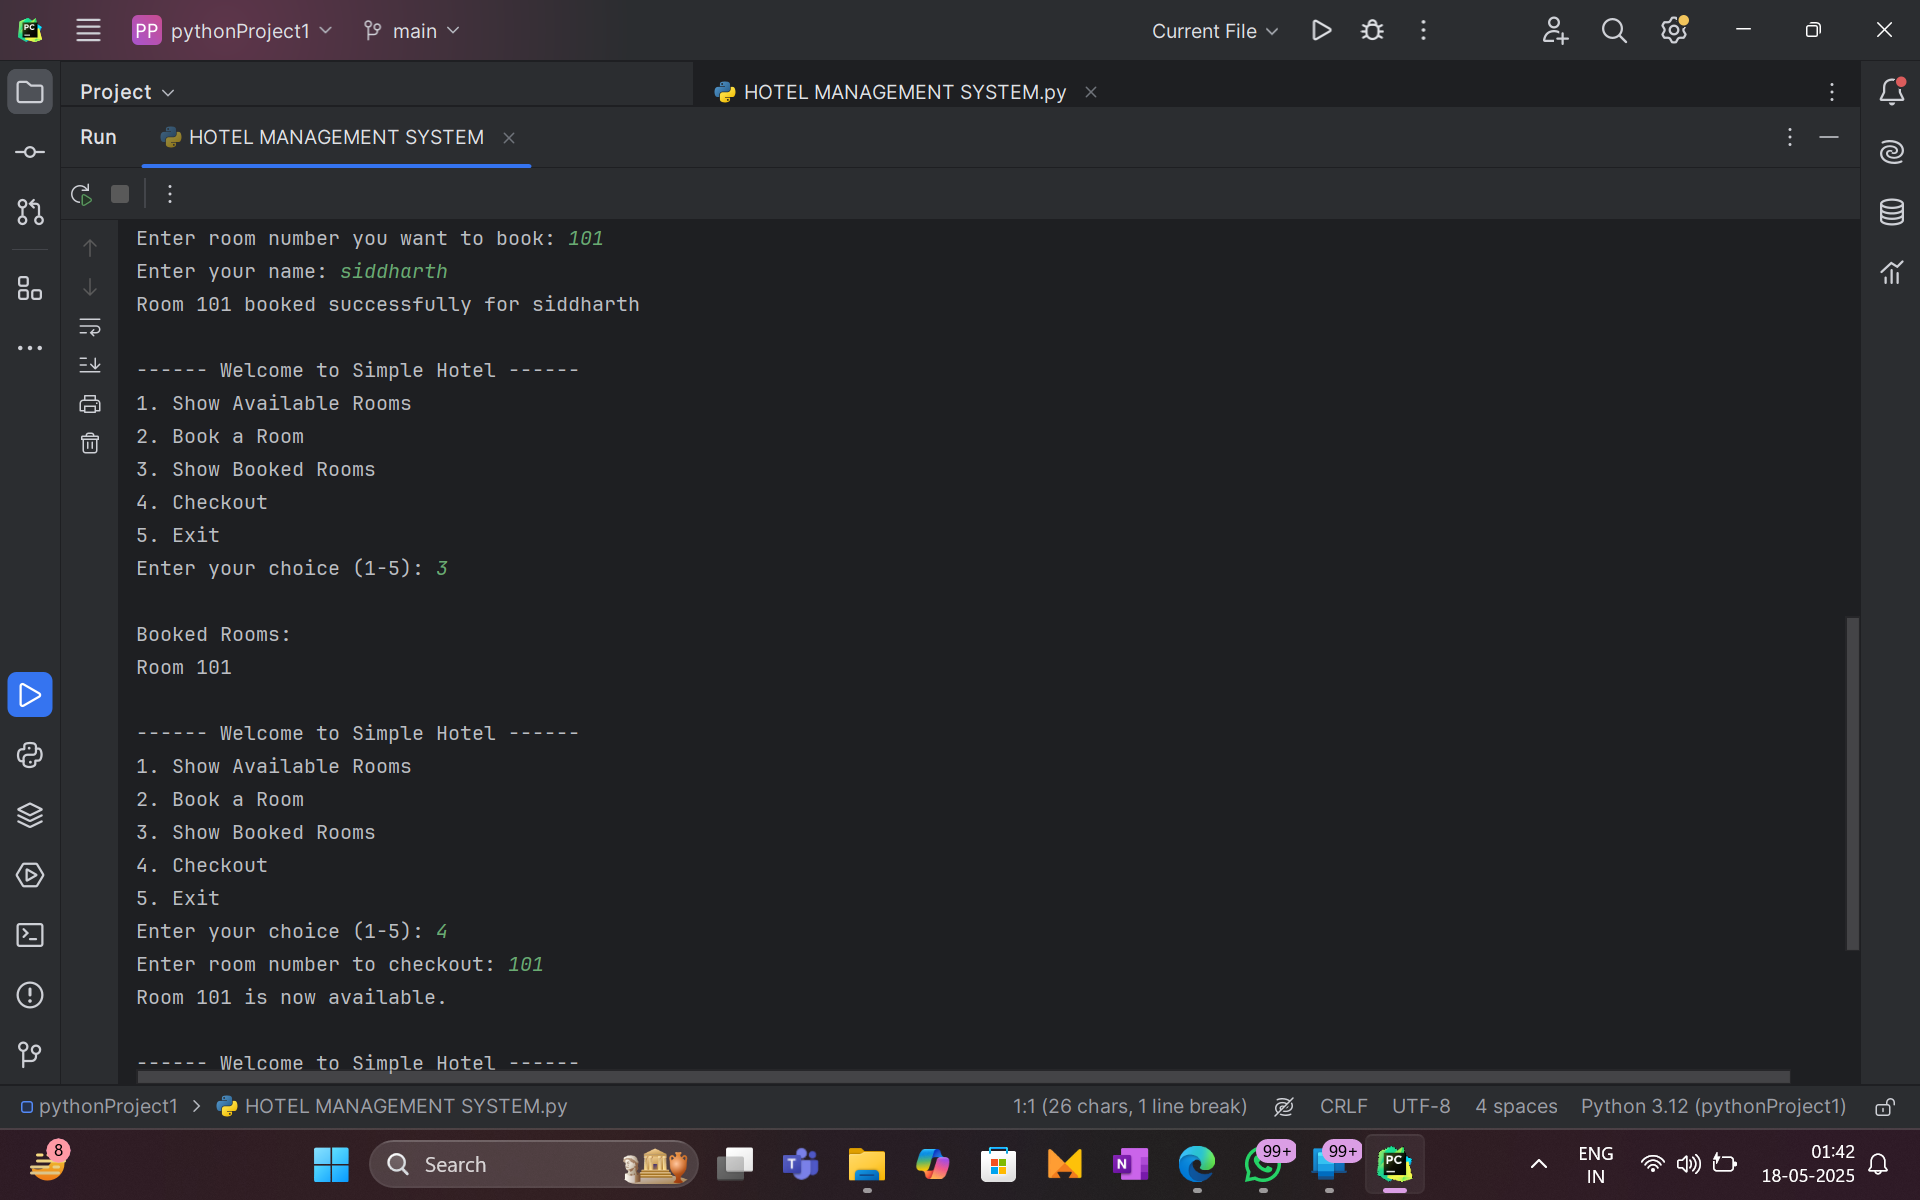 PC
PP pythonProject1
main
Current File
Project
HOTEL MANAGEMENT SYSTEM.py
Run
HOTEL MANAGEMENT SYSTEM
Enter room number you want to book: 101
Enter your name: siddharth
Room 101 booked successfully for siddharth
------ Welcome to Simple Hotel ------
1. Show Available Rooms
2. Book a Room
3. Show Booked Rooms
4. Checkout
5. Exit
Enter your choice (1-5): 3
Booked Rooms:
Room 101
------ Welcome to Simple Hotel ------
1. Show Available Rooms
2. Book a Room
3. Show Booked Rooms
4. Checkout
5. Exit
Enter your choice (1-5): 4
Enter room number to checkout: 101
Room 101 is now available.
------ Welcome to Simple Hotel ------
pythonProject1 > HOTEL MANAGEMENT SYSTEM.py
1:1 (26 chars, 1 line break)
CRLF
UTF-8
4 spaces
Python 3.12 (pythonProject1)
8
Search
T
N
99+
99+
PC
ENG
IN
01:42
18-05-2025